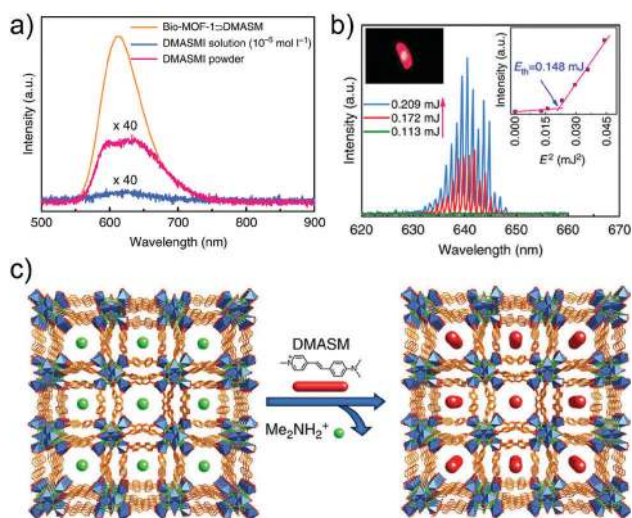 a)
Intensity (a.u.)
Bio-MOF-1⊃DMASM
DMASMI solution (10⁻⁵ mol l⁻¹)
DMASMI powder
x 40
x 40
500 600 700 800 900
Wavelength (nm)
b)
Intensity (a.u.)
0.209 mJ
0.172 mJ
0.113 mJ
Intensity (a.u.)
Eth=0.148 mJ
0.000 0.015 0.030 0.045
E² (mJ²)
620 630 640 650 660 670
Wavelength (nm)
c)
DMASM
N
N
Me₂NH₂⁺